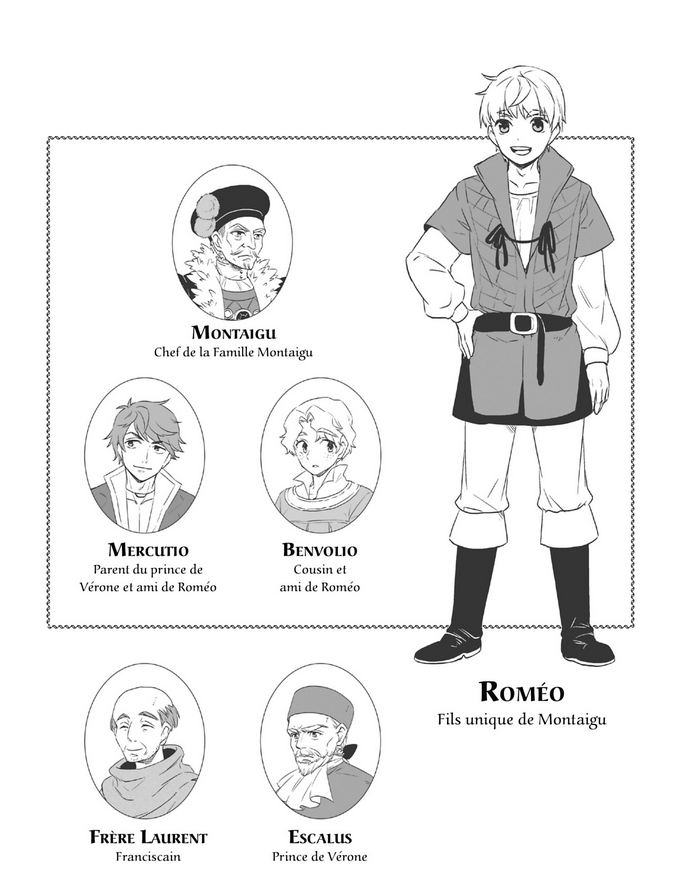 Montaigu
Chef de la Famille Montaigu
Mercutio
Parent du prince de
Vérone et ami de Roméo
Benvolio
Cousin et
ami de Roméo
Roméo
Fils unique de Montaigu
Frère Laurent
Franciscain
Escalus
Prince de Vérone